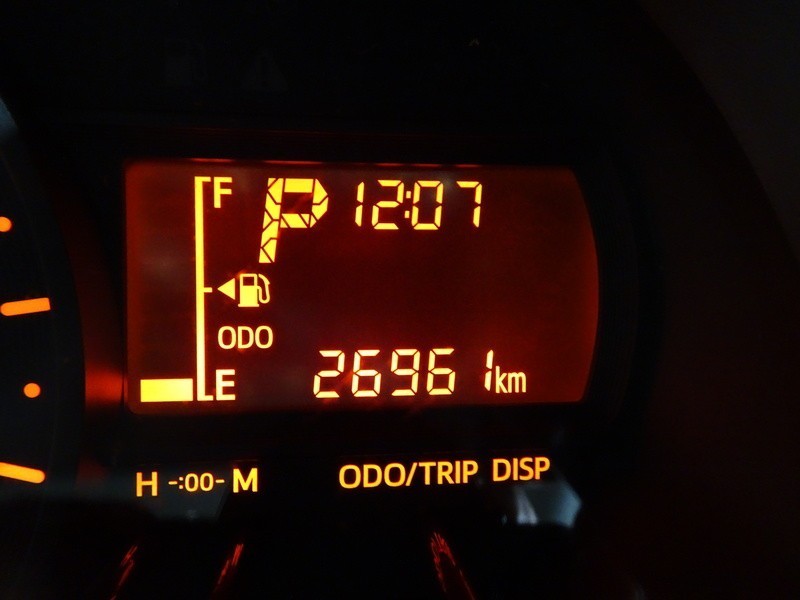 F P 12:07
ODO
E 26961km
H -:00- M ODO/TRIP DISP